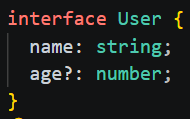 interface User {
  name: string;
  age?: number;
}